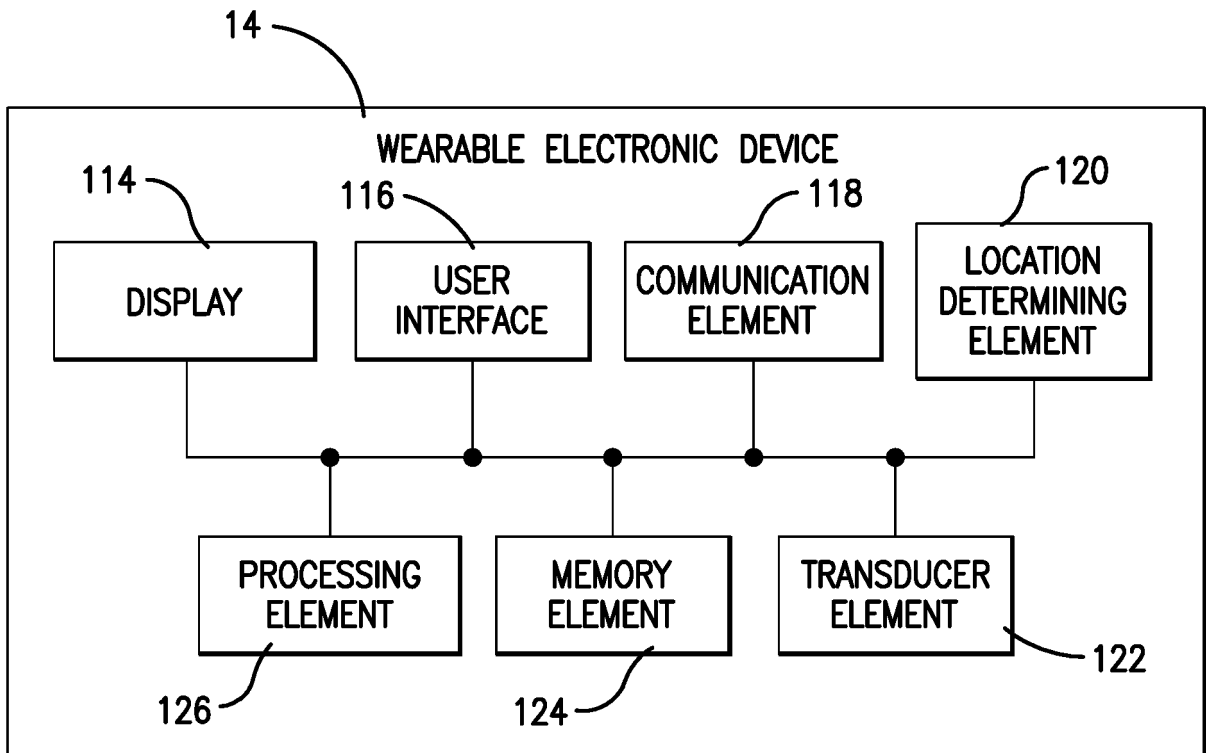 14
WEARABLE ELECTRONIC DEVICE
114
116
118
120
DISPLAY
USER
INTERFACE
COMMUNICATION
ELEMENT
LOCATION
DETERMINING
ELEMENT
PROCESSING
ELEMENT
MEMORY
ELEMENT
TRANSDUCER
ELEMENT
126
124
122